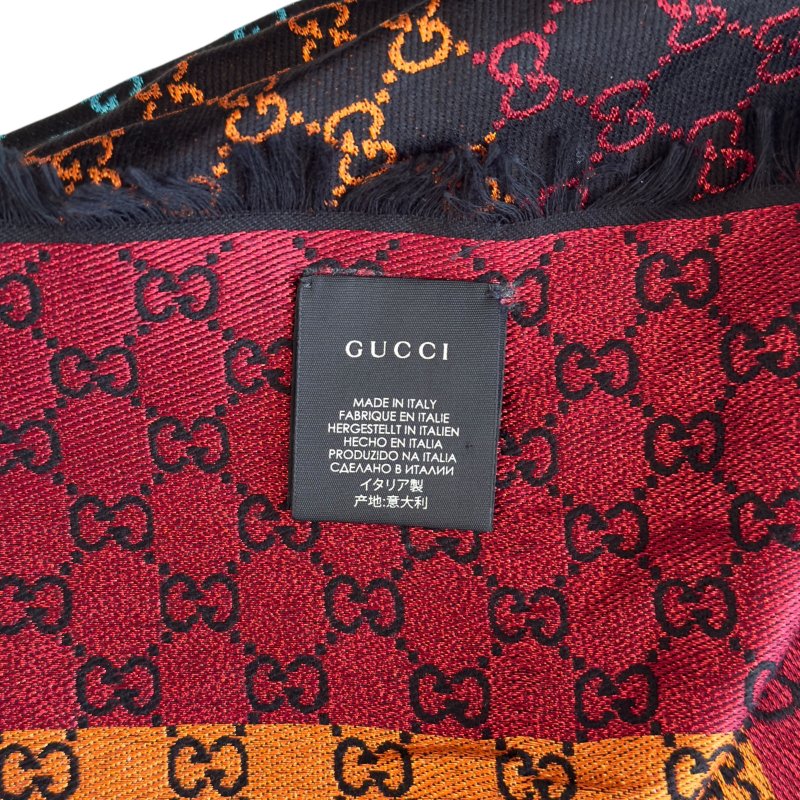 GUCCI
MADE IN ITALY
FABRIQUE EN ITALIE
HERGESTELLT IN ITALIEN
HECHO EN ITALIA
PRODUZIDO NA ITALIA
СДЕЛАНО В ИТАЛИИ
イタリア製
产地:意大利